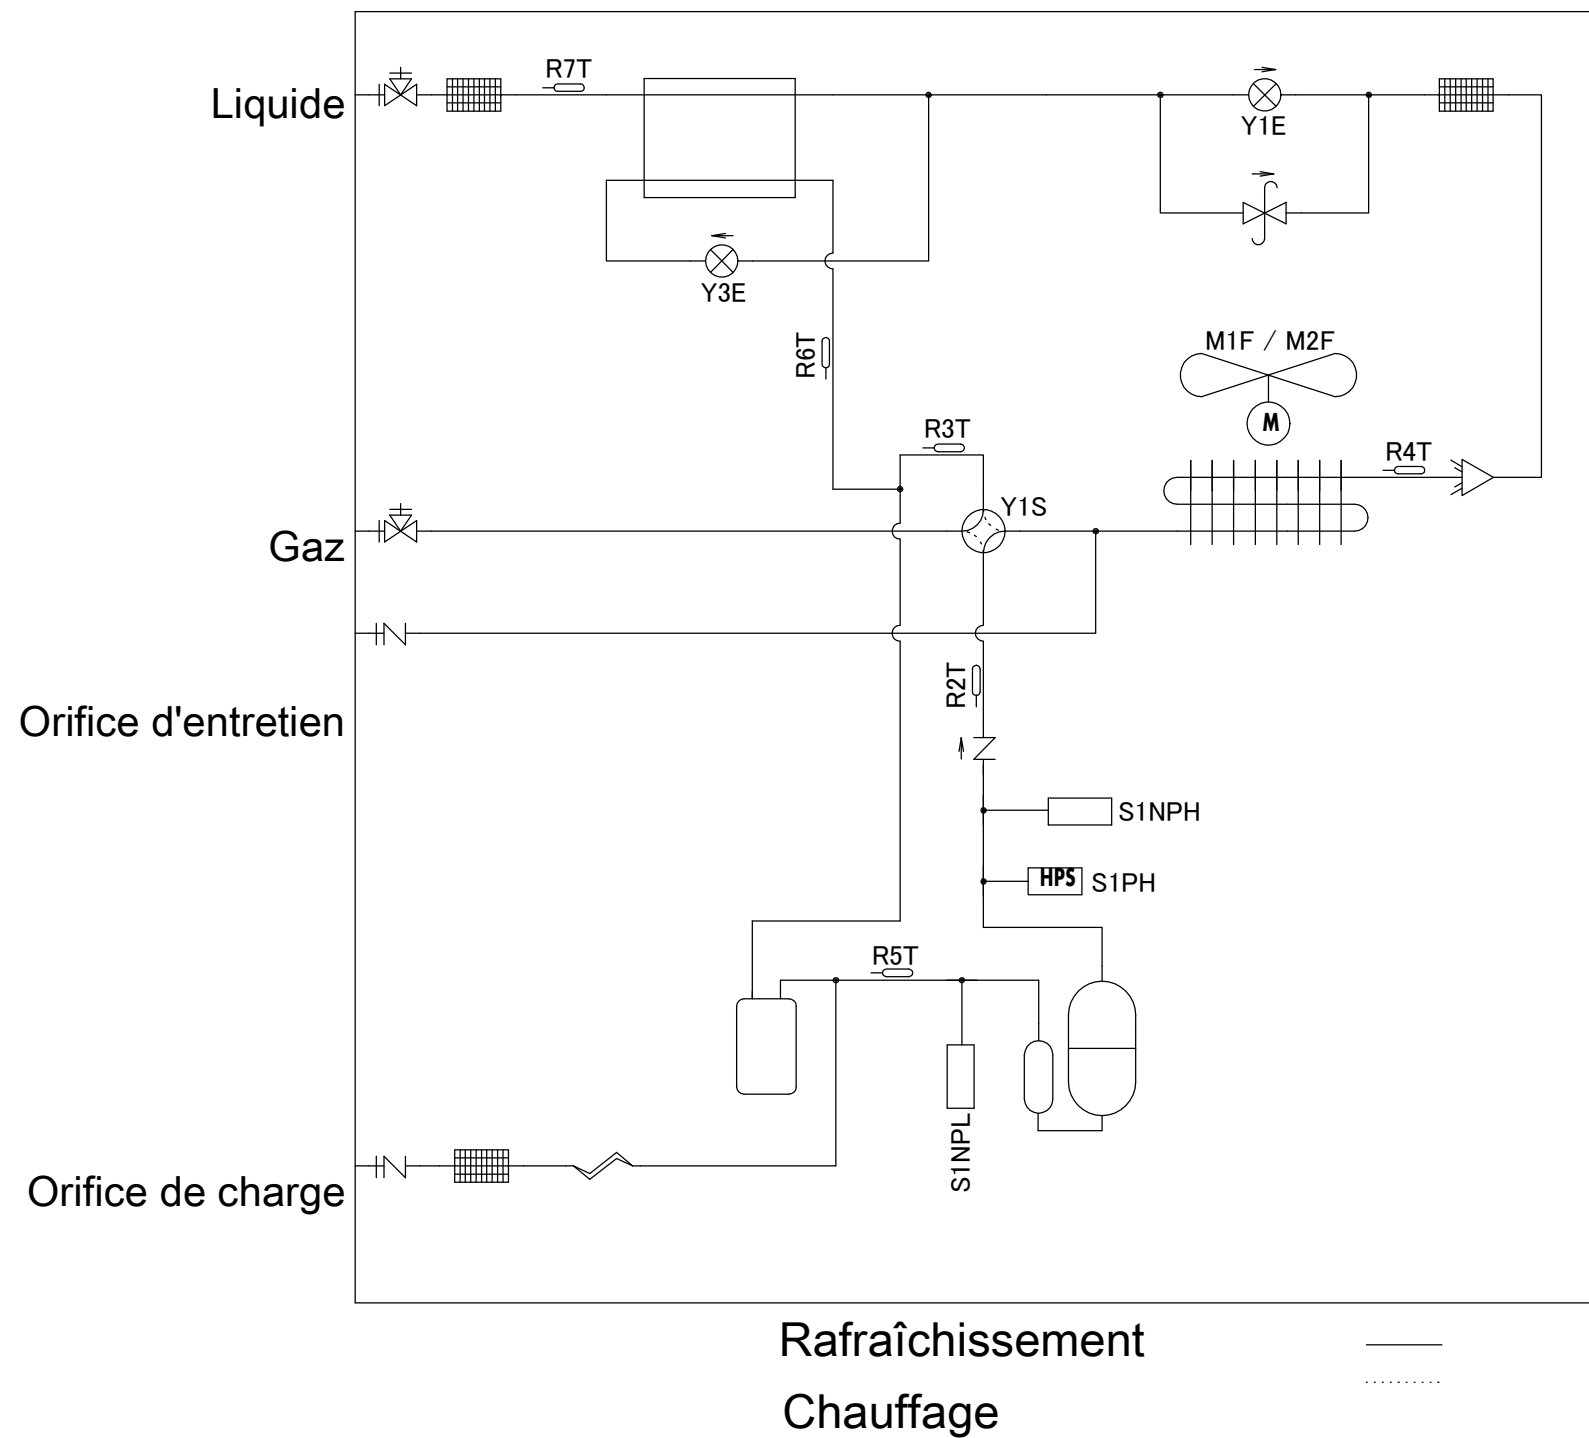 R7T
Liquide
Y1E
Y3E
M1F / M2F
R6T
M
R3T
R4T
Y1S
Gaz
R2T
Orifice d'entretien
S1NPH
HPS
S1PH
R5T
S1NPL
Orifice de charge
Rafraîchissement
Chauffage